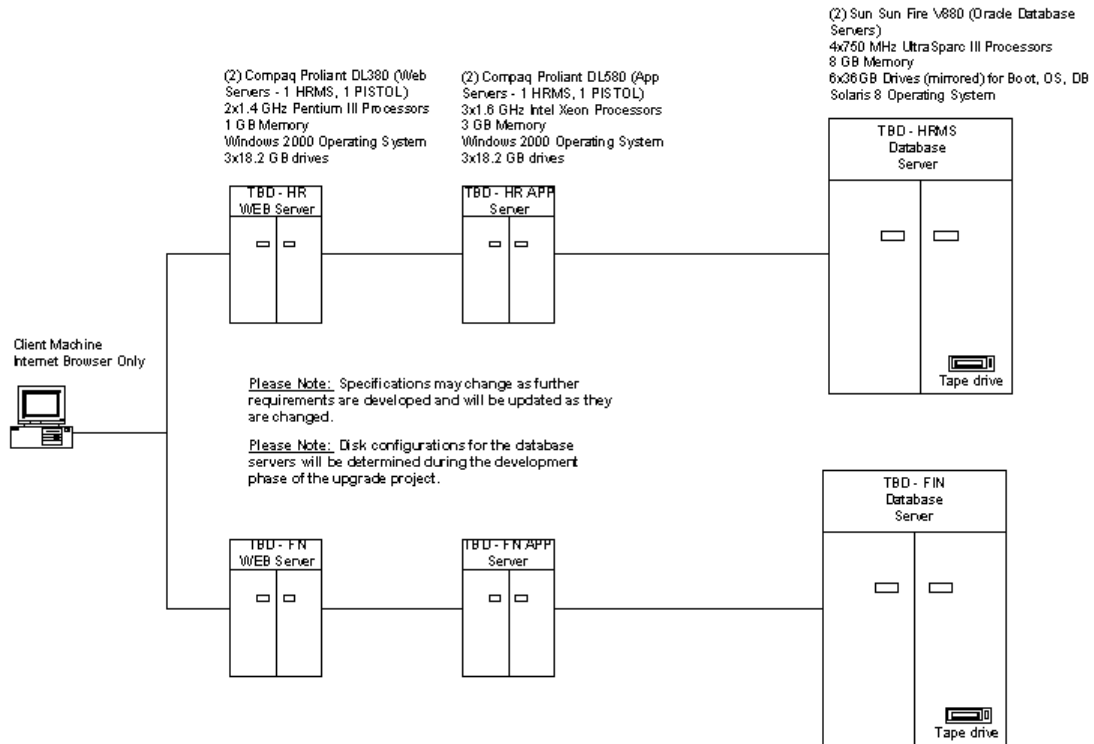 (2) Sun Sun Fire V880 (Oracle Database
Servers)
4x750 MHz UltraSparc III Processors
8 GB Memory
6x36GB Drives (mirrored) for Boot, OS, DB
Solaris 8 Operating System
(2) Compaq Proliant DL380 (Web
Servers - 1 HRMS, 1 PISTOL)
2x1.4 GHz Pentium III Processors
1 GB Memory
Windows 2000 Operating System
3x18.2 GB drives
(2) Compaq Proliant DL580 (App
Servers - 1 HRMS, 1 PISTOL)
3x1.6 GHz Intel Xeon Processors
3 GB Memory
Windows 2000 Operating System
3x18.2 GB drives
TBD - HRMS
Database
Server
TBD - HR
WEB Server
TBD - HR APP
Server
Tape drive
Client Machine
Internet Browser Only
Please Note: Specifications may change as further
requirements are developed and will be updated as they
are changed.
Please Note: Disk configurations for the database
servers will be determined during the development
phase of the upgrade project.
TBD - FIN
Database
Server
TBD - FN
WEB Server
TBD - FN APP
Server
Tape drive